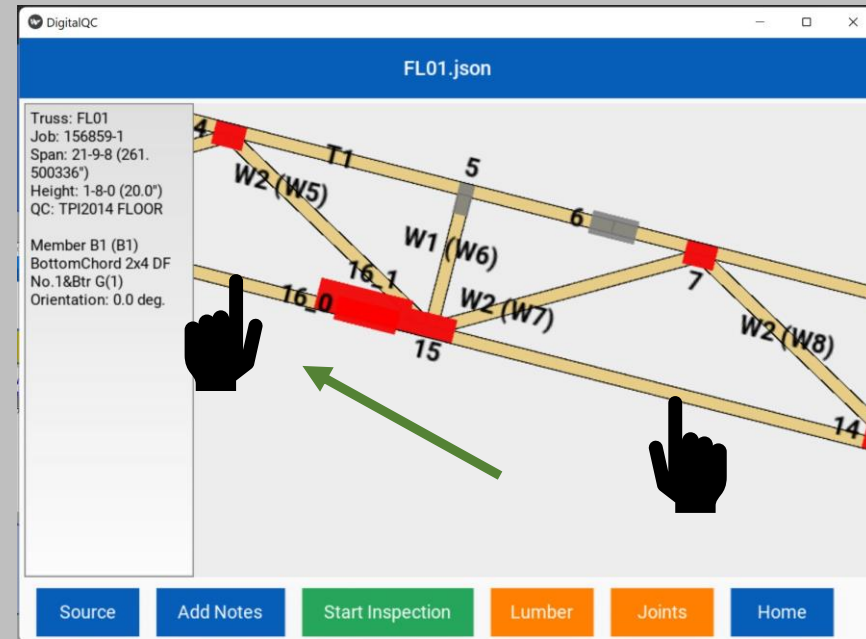 DigitalQC
FL01.json
Truss: FL01
Job: 156859-1
Span: 21-9-8 (261.
500336")
Height: 1-8-0 (20.0")
QC: TPI2014 FLOOR
Member B1 (B1)
BottomChord 2x4 DF
No.1&Btr G(1)
Orientation: 0.0 deg.
4
T1
5
W2 (W5)
6
W1 (W6)
16_1
7
16_0
W2 (W7)
W2 (W8)
15
14
Source
Add Notes
Start Inspection
Lumber
Joints
Home